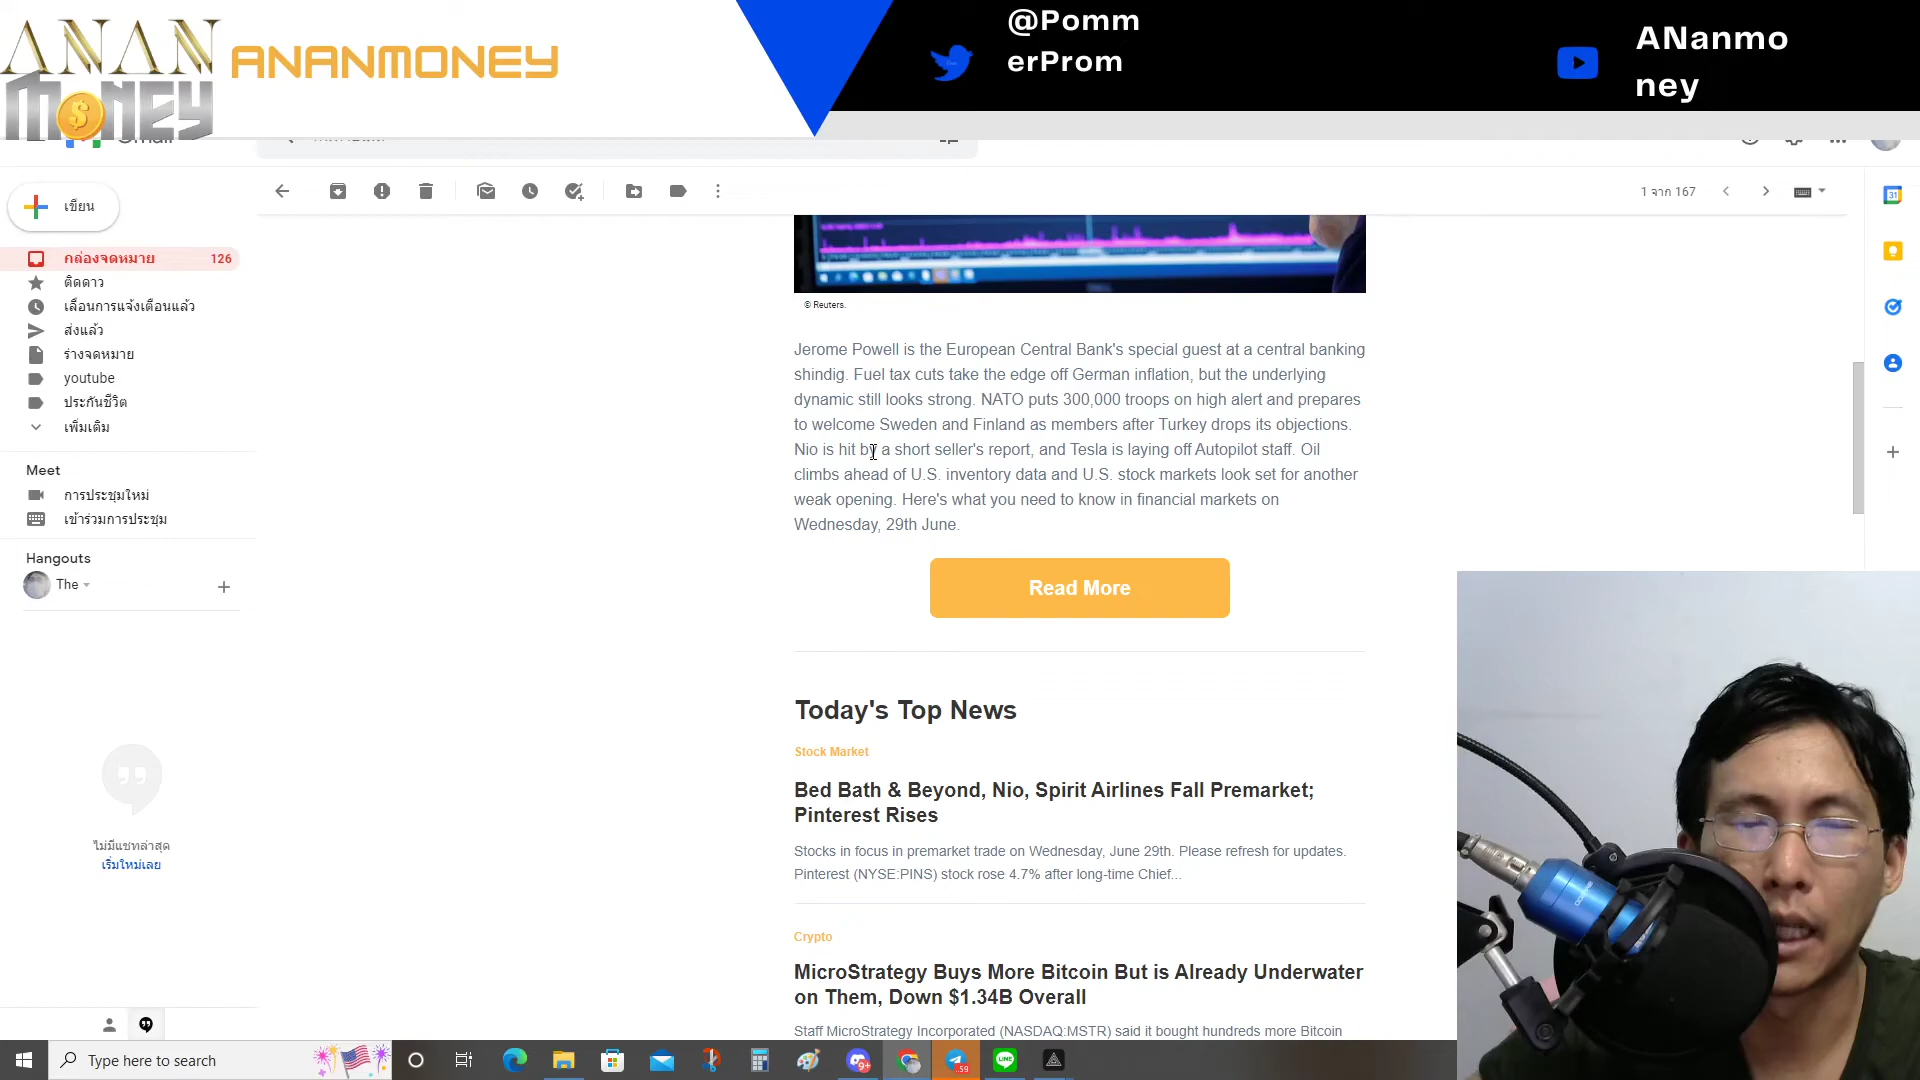 ANAN
MONEY
ANANMONEY
@Pomm
erProm
ANanmo
ney
1 จาก 167
เขียน
กล่องจดหมาย 126
ติดดาว
เลื่อนการแจ้งเตือนแล้ว
ส่งแล้ว
ร่างจดหมาย
youtube
ประกันชีวิต
เพิ่มเติม
Meet
การประชุมใหม่
เข้าร่วมการประชุม
Hangouts
The
ไม่มีแชทล่าสุด
เริ่มใหม่เลย
© Reuters.
Jerome Powell is the European Central Bank's special guest at a central banking
shindig. Fuel tax cuts take the edge off German inflation, but the underlying
dynamic still looks strong. NATO puts 300,000 troops on high alert and prepares
to welcome Sweden and Finland as members after Turkey drops its objections.
Nio is hit by a short seller's report, and Tesla is laying off Autopilot staff. Oil
climbs ahead of U.S. inventory data and U.S. stock markets look set for another
weak opening. Here's what you need to know in financial markets on
Wednesday, 29th June.
Read More
Today's Top News
Stock Market
Bed Bath & Beyond, Nio, Spirit Airlines Fall Premarket;
Pinterest Rises
Stocks in focus in premarket trade on Wednesday, June 29th. Please refresh for updates.
Pinterest (NYSE:PINS) stock rose 4.7% after long-time Chief...
Crypto
MicroStrategy Buys More Bitcoin But is Already Underwater
on Them, Down $1.34B Overall
Staff MicroStrategy Incorporated (NASDAQ:MSTR) said it bought hundreds more Bitcoin
31
Type here to search
9+
59
LINE